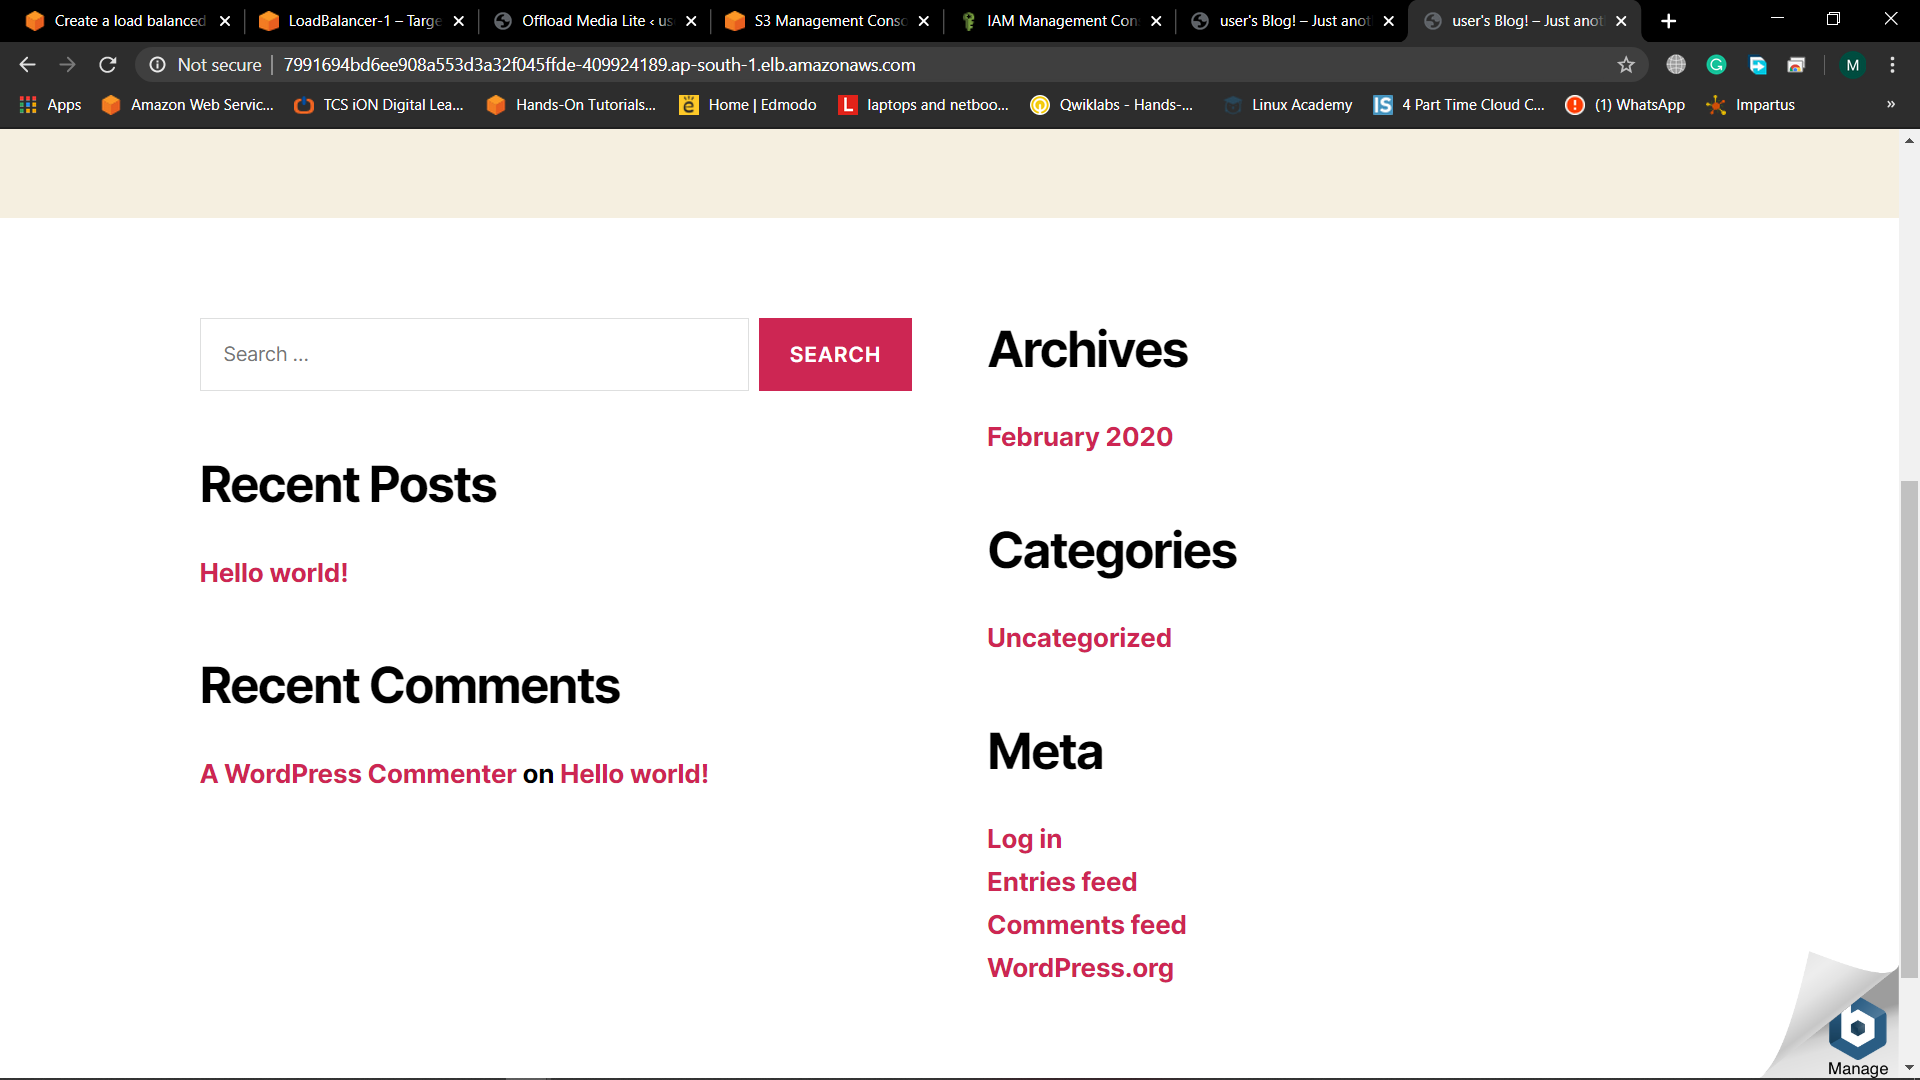 Create a load balanced
LoadBalancer-1 – Targe
Offload Media Lite ‹ us
S3 Management Conso
IAM Management Con
user's Blog! – Just anot
user's Blog! – Just anot
Not secure | 7991694bd6ee908a553d3a32f045ffde-409924189.ap-south-1.elb.amazonaws.com
M
Apps
Amazon Web Servic...
TCS iON Digital Lea...
Hands-On Tutorials...
Home | Edmodo
laptops and netboo...
Qwiklabs - Hands-...
Linux Academy
4 Part Time Cloud C...
(1) WhatsApp
Impartus
»
Search ...
SEARCH
Recent Posts
Hello world!
Recent Comments
A WordPress Commenter on Hello world!
Archives
February 2020
Categories
Uncategorized
Meta
Log in
Entries feed
Comments feed
WordPress.org
Manage